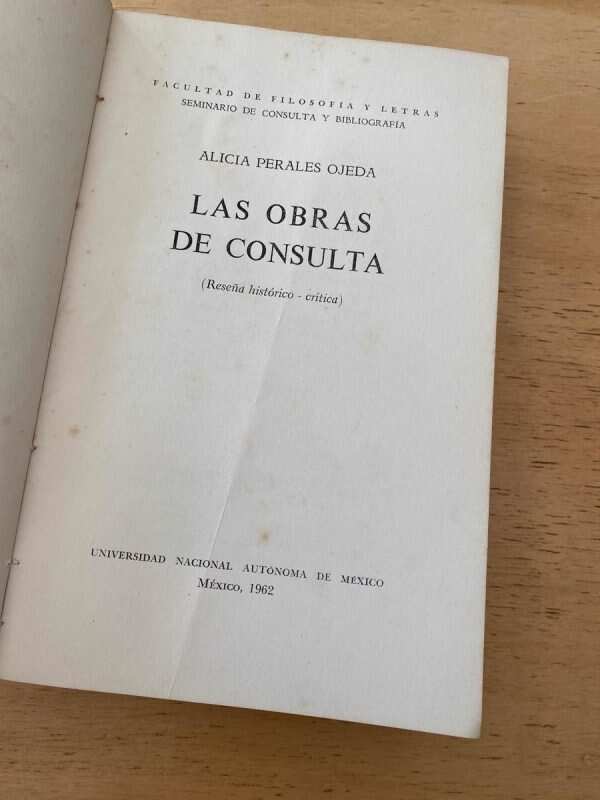 FACULTAD DE FILOSOFÍA Y LETRAS
SEMINARIO DE CONSULTA Y BIBLIOGRAFÍA
ALICIA PERALES OJEDA
LAS OBRAS
DE CONSULTA
(Reseña histórico - crítica)
UNIVERSIDAD NACIONAL AUTÓNOMA DE MÉXICO
MÉXICO, 1962